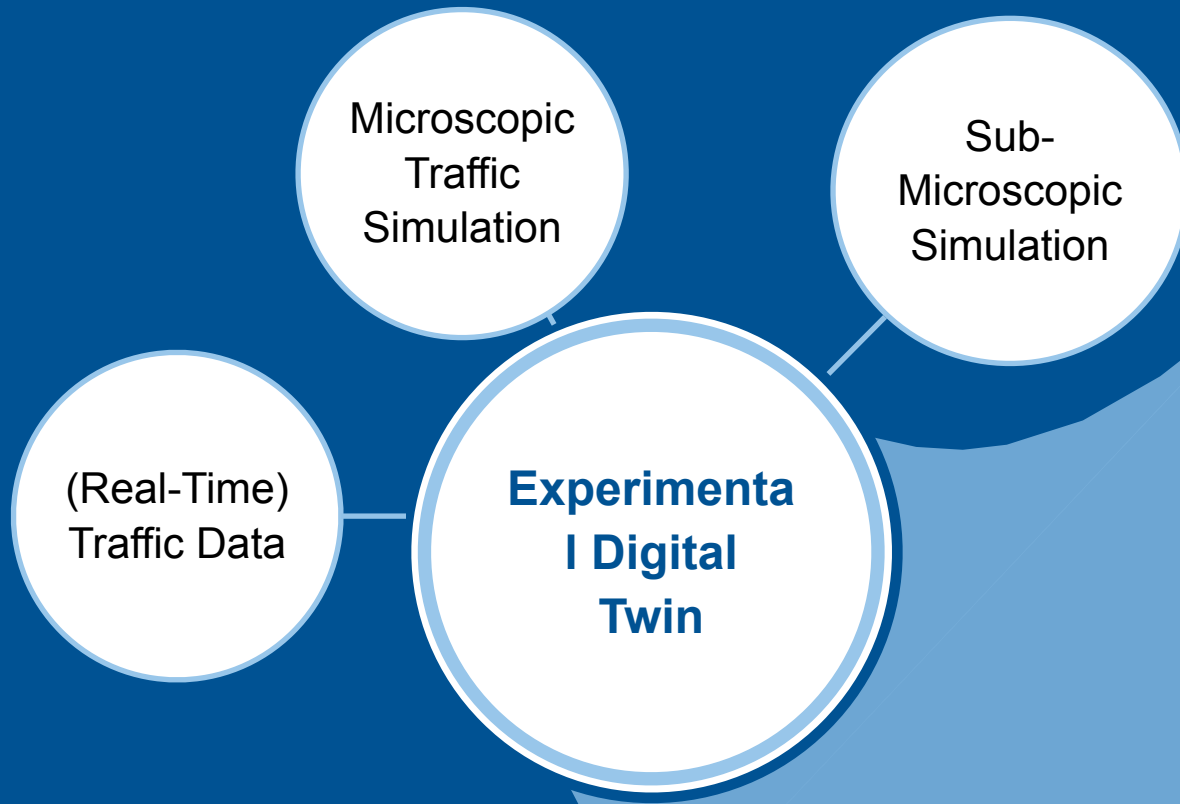 Microscopic
Traffic
Simulation
Sub-
Microscopic
Simulation
(Real-Time)
Traffic Data
Experimenta
l Digital
Twin